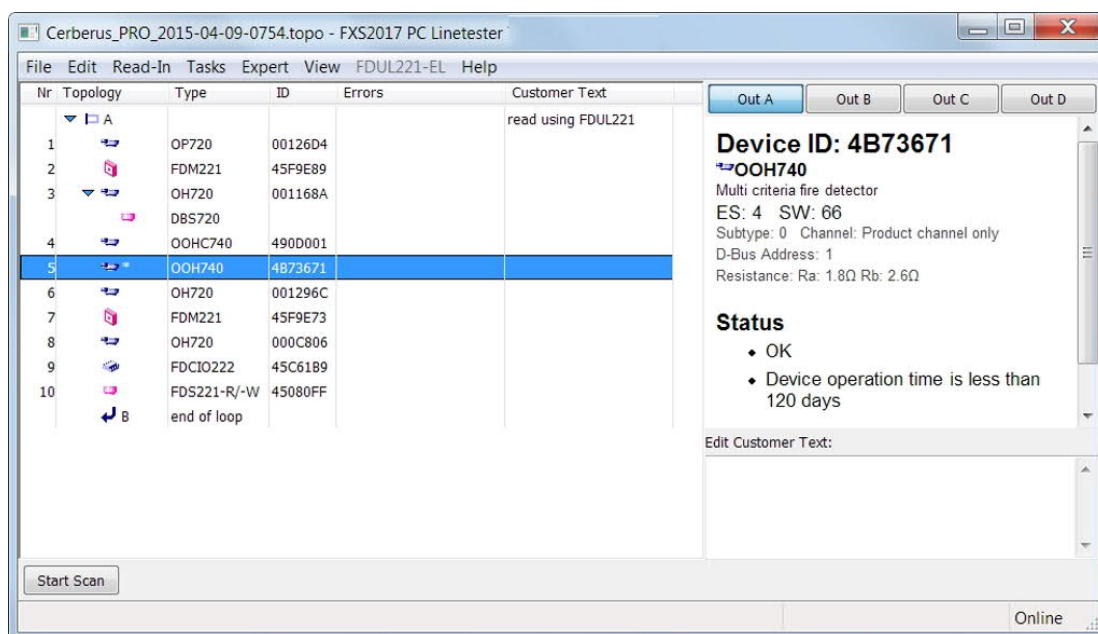 Cerberus_PRO_2015-04-09-0754.topo - FXS2017 PC Linetester
File Edit Read-In Tasks Expert View FDUL221-EL Help
Nr Topology Type ID Errors Customer Text
A read using FDUL221
1 OP720 00126D4
2 FDM221 45F9E89
3 OH720 001168A
DBS720
4 OOHC740 490D001
5 * OOH740 4B73671
6 OH720 001296C
7 FDM221 45F9E73
8 OH720 000C806
9 FDCIO222 45C61B9
10 FDS221-R/-W 45080FF
B end of loop
Out A Out B Out C Out D
Device ID: 4B73671
OOH740
Multi criteria fire detector
ES: 4 SW: 66
Subtype: 0 Channel: Product channel only
D-Bus Address: 1
Resistance: Ra: 1.8Ω Rb: 2.6Ω
Status
• OK
• Device operation time is less than
120 days
Edit Customer Text:
Start Scan
Online